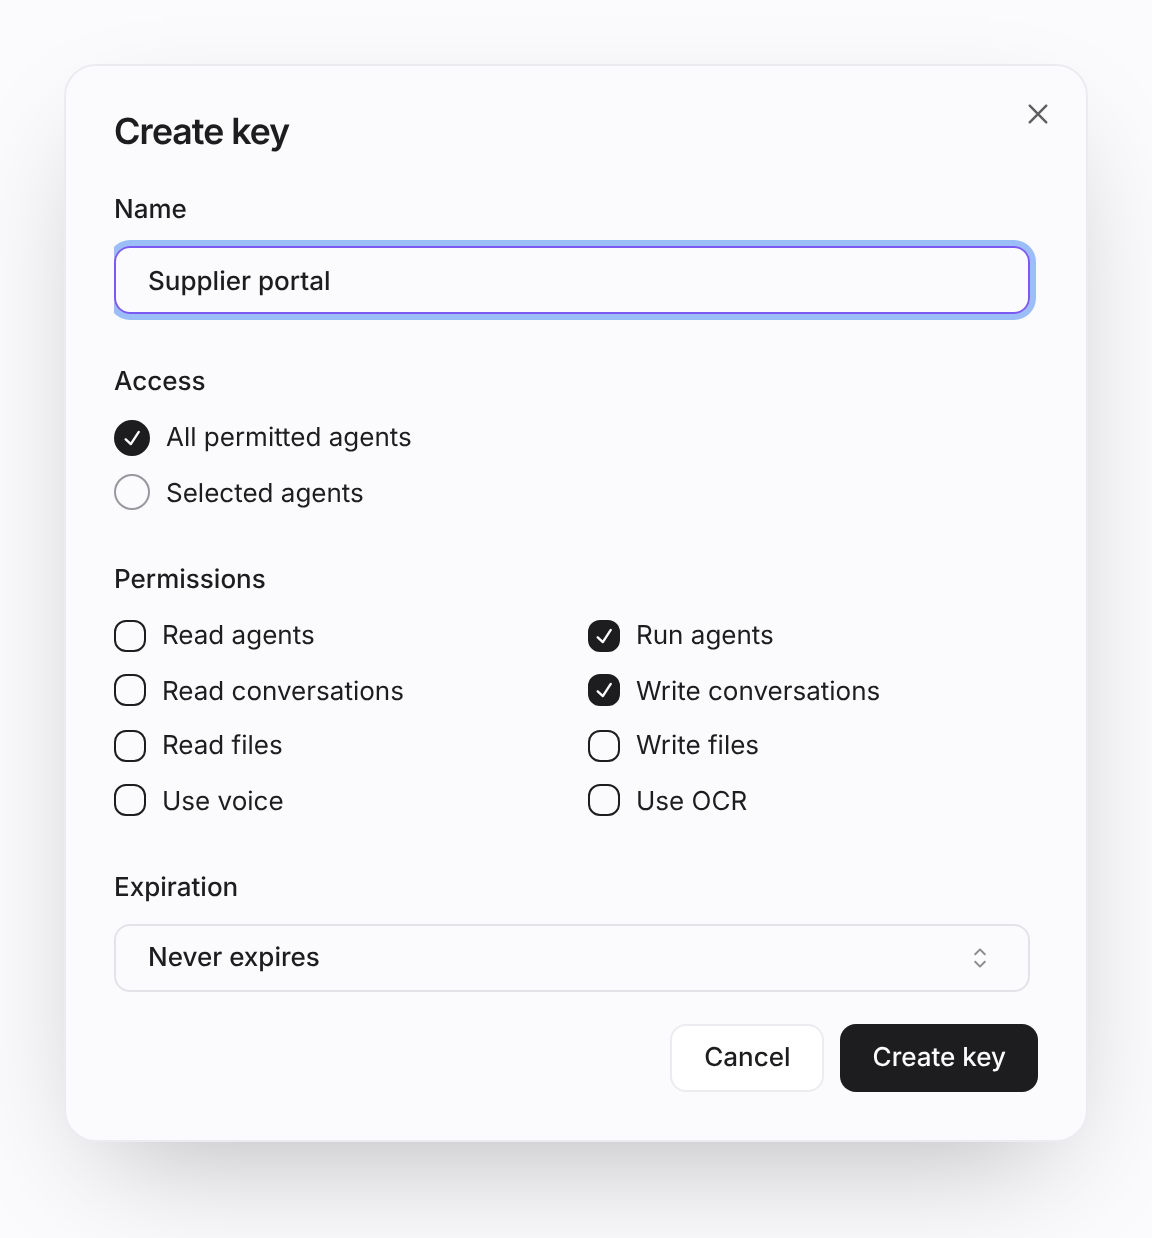 Create key
Name
Supplier portal
Access
All permitted agents
Selected agents
Permissions
Read agents
Run agents
Read conversations
Write conversations
Read files
Write files
Use voice
Use OCR
Expiration
Never expires
Cancel
Create key